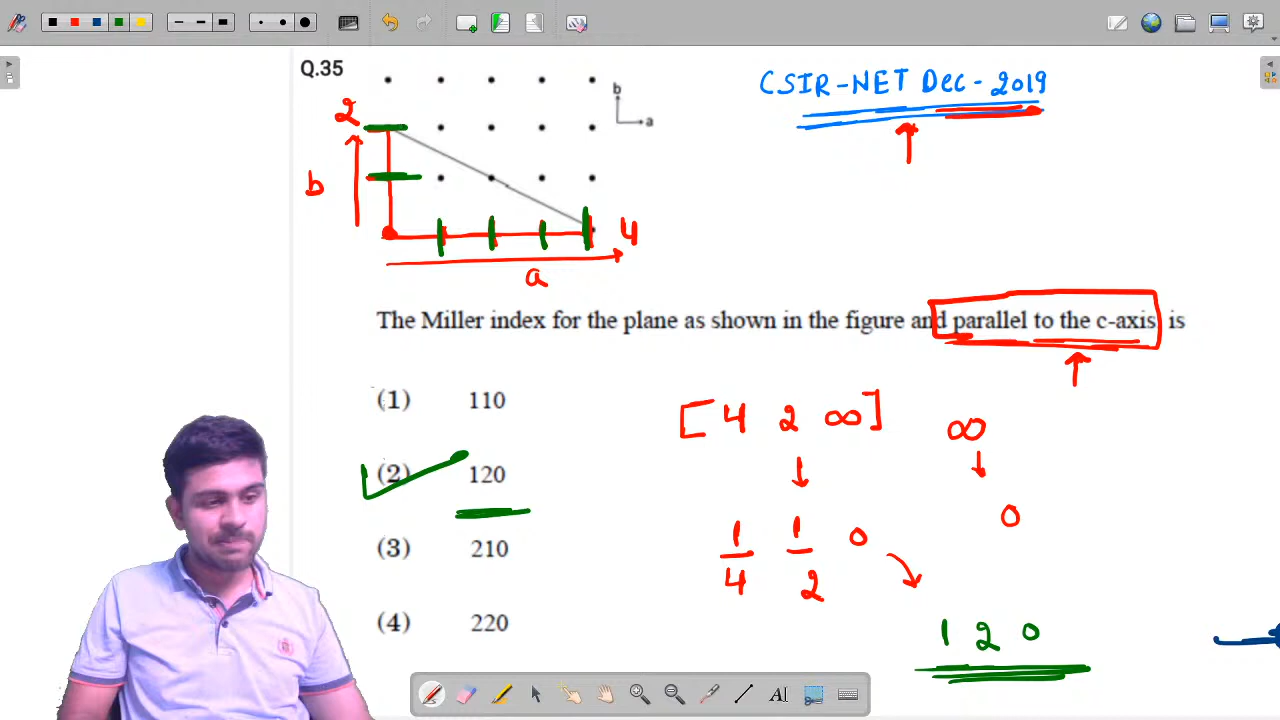 Q.35
CSIR-NET Dec-2019
b
a
2
b
4
a
The Miller index for the plane as shown in the figure and parallel to the c-axis, is
(1) 110
(2) 120
(3) 210
(4) 220
[4 2 ∞]
∞
0
1/4 1/2 0
1 2 0
AI